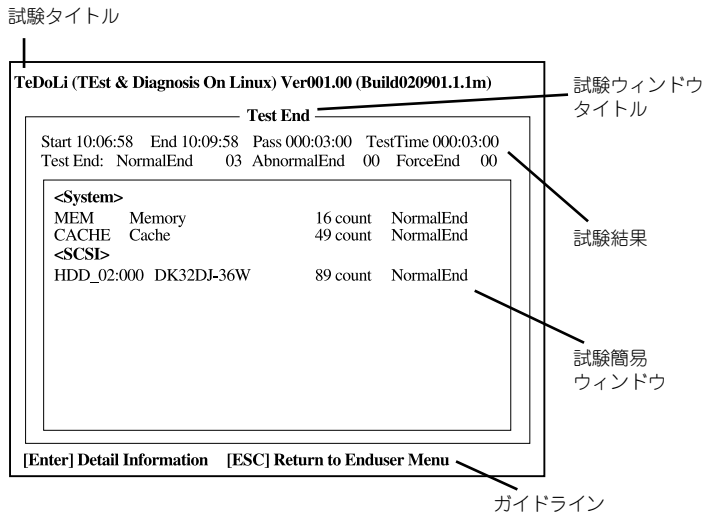 試験タイトル
TeDoLi (TEst & Diagnosis On Linux) Ver001.00 (Build020901.1.1m)
試験ウィンドウ
タイトル
Test End
Start 10:06:58 End 10:09:58 Pass 000:03:00 TestTime 000:03:00
Test End: NormalEnd 03 AbnormalEnd 00 ForceEnd 00
試験結果
<System>
MEM Memory 16 count NormalEnd
CACHE Cache 49 count NormalEnd
<SCSI>
HDD_02:000 DK32DJ-36W 89 count NormalEnd
試験簡易
ウィンドウ
[Enter] Detail Information [ESC] Return to Enduser Menu
ガイドライン